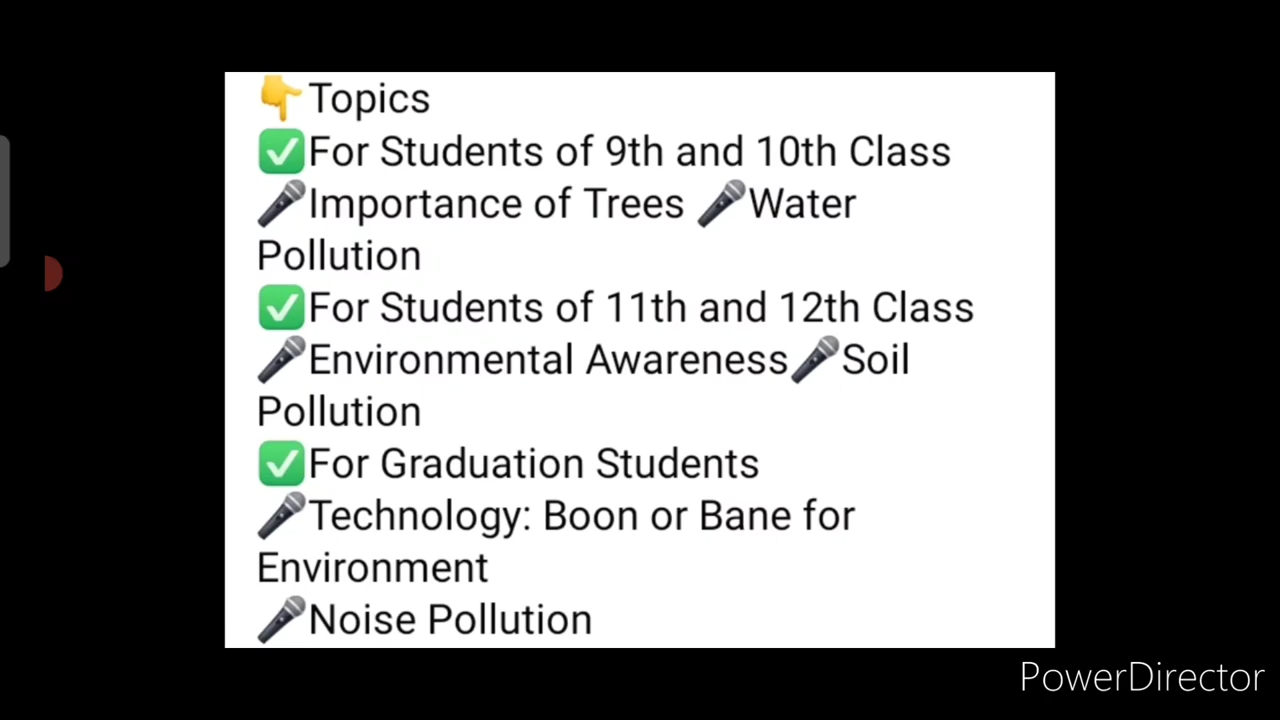 👇Topics
✅For Students of 9th and 10th Class
🎤Importance of Trees 🎤Water
Pollution
✅For Students of 11th and 12th Class
🎤Environmental Awareness🎤Soil
Pollution
✅For Graduation Students
🎤Technology: Boon or Bane for
Environment
🎤Noise Pollution
PowerDirector